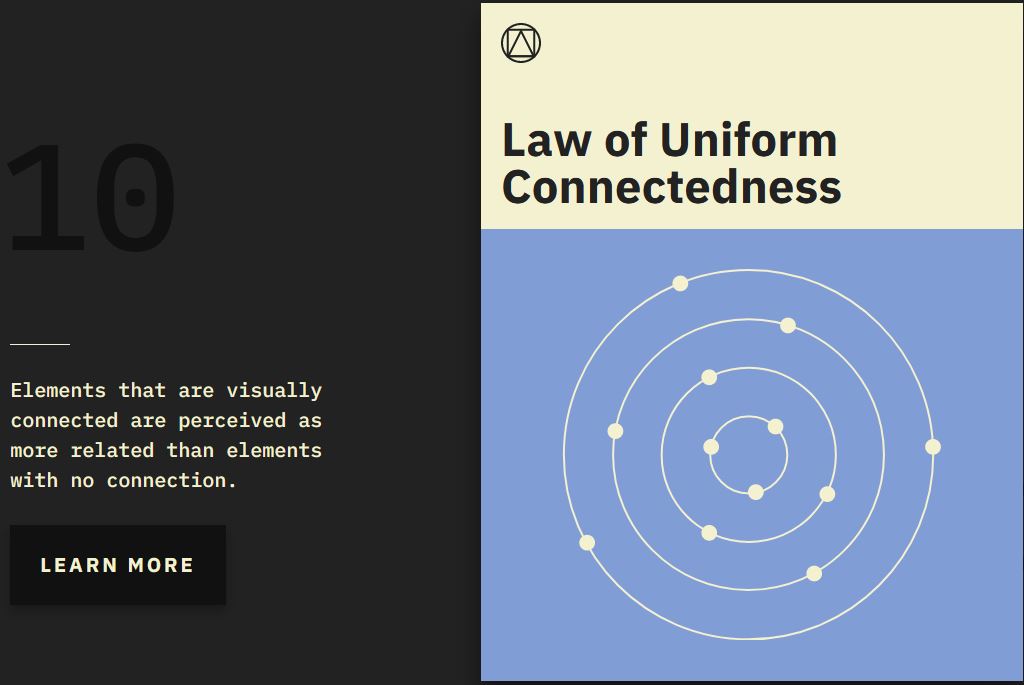 10
Elements that are visually
connected are perceived as
more related than elements
with no connection.
LEARN MORE
Law of Uniform
Connectedness